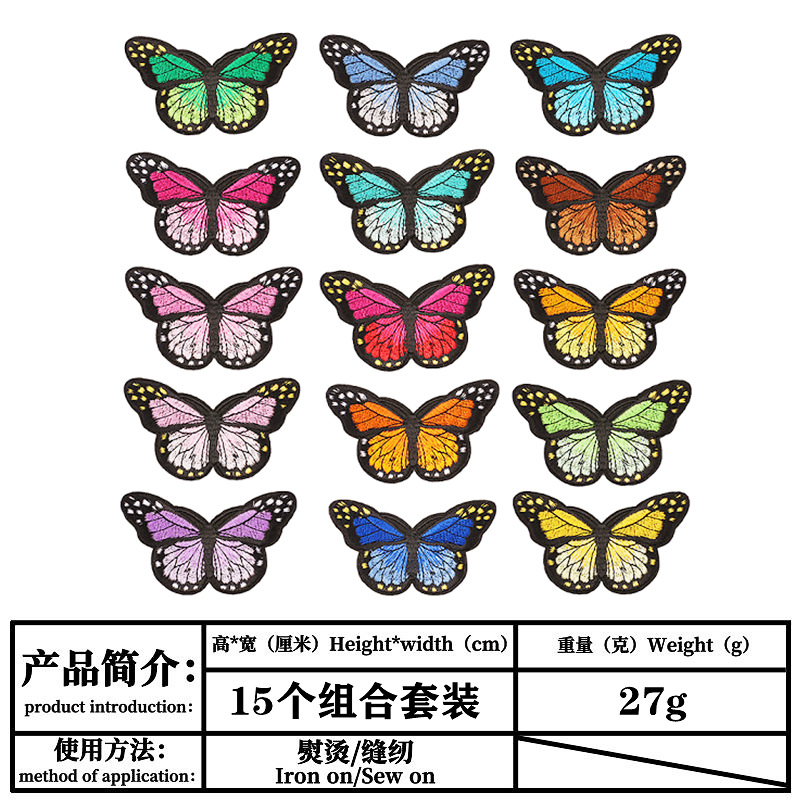 产品简介：
product introduction：
高*宽（厘米）Height*width（cm）
重量（克）Weight（g）
15个组合套装
27g
使用方法：
method of application：
熨烫/缝纫
Iron on/Sew on